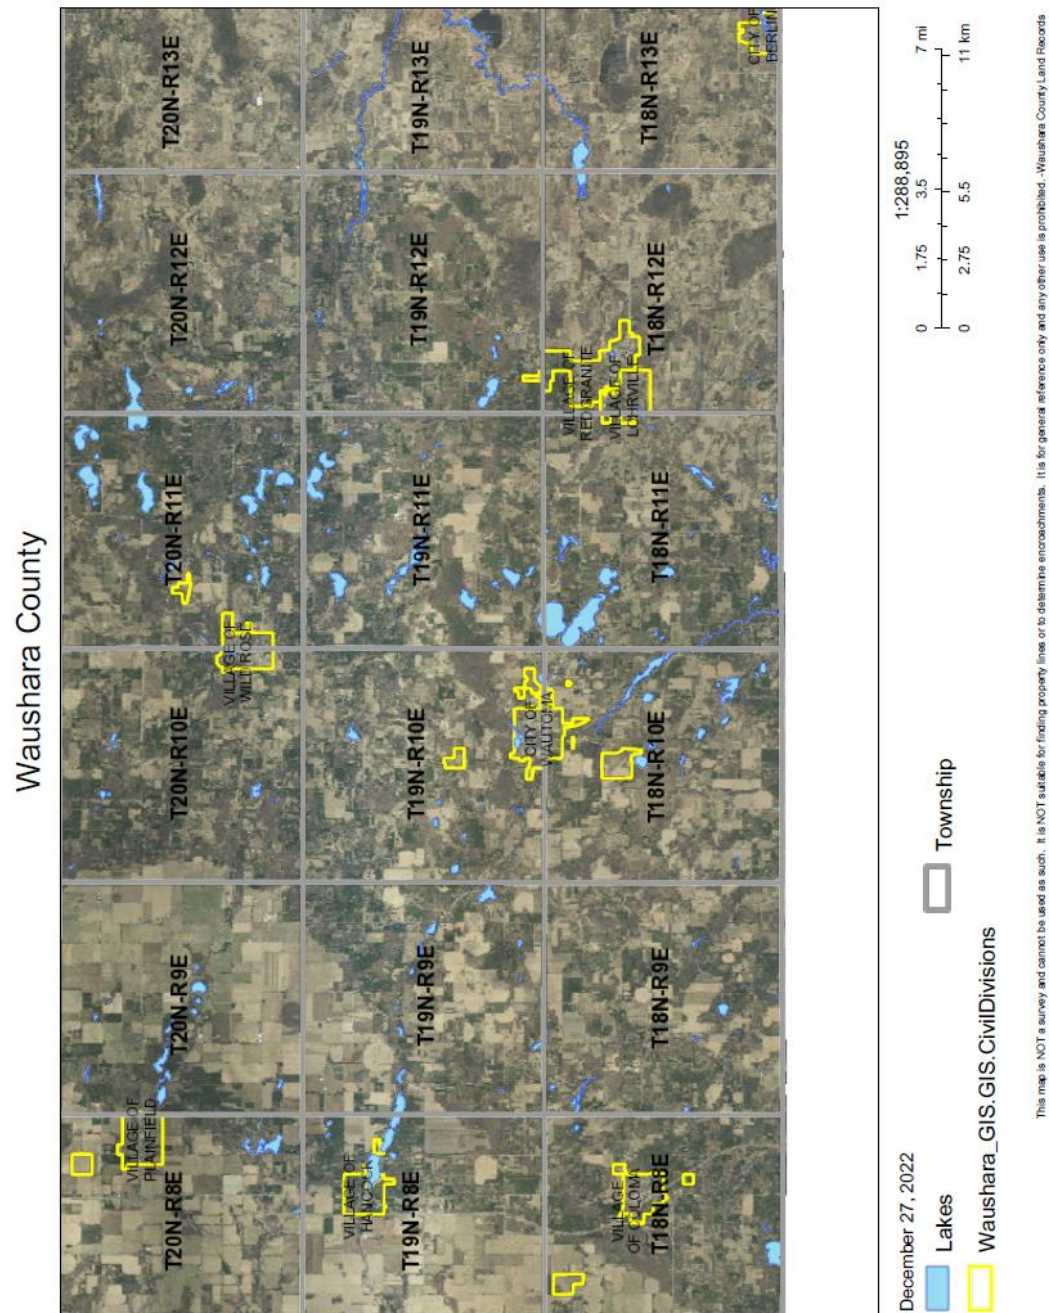 Waushara County
T20N-R8E
T20N-R9E
T20N-R10E
T20N-R11E
T20N-R12E
T20N-R13E
VILLAGE OF
PLAINFIELD
VILLAGE OF
WILD ROSE
T19N-R8E
T19N-R9E
T19N-R10E
T19N-R11E
T19N-R12E
T19N-R13E
VILLAGE OF
HANCOCK
CITY OF
WAUTOMA
T18N-R8E
T18N-R9E
T18N-R10E
T18N-R11E
T18N-R12E
T18N-R13E
VILLAGE
OF COLOMA
VILLAGE OF
REDGRANITE
VILLAGE OF
LOHRVILLE
CITY OF
BERLIN
December 27, 2022
Lakes
Waushara_GIS.GIS.CivilDivisions
Township
1:288,895
0 1.75 3.5 7 mi
0 2.75 5.5 11 km
This map is NOT a survey and cannot be used as such. It is NOT suitable for finding property lines or to determine encroachments. It is for general reference only and any other use is prohibited. -Waushara County Land Records